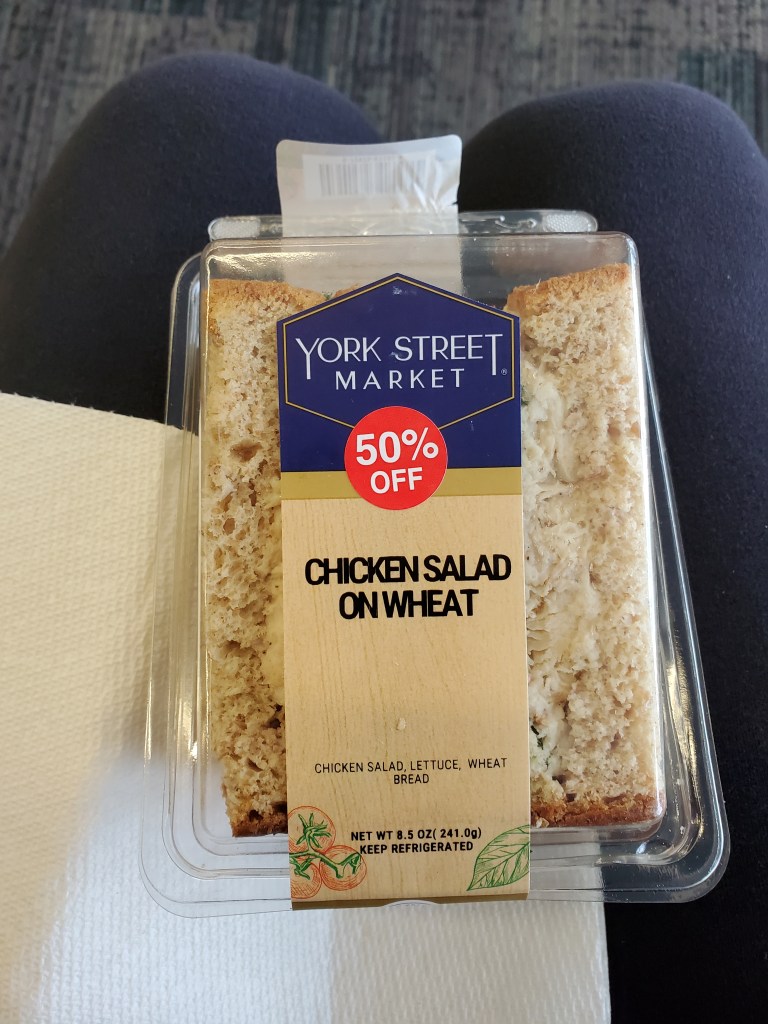 YORK STREET®
MARKET
50%
OFF
CHICKEN SALAD
ON WHEAT
CHICKEN SALAD, LETTUCE, WHEAT
BREAD
NET WT 8.5 OZ( 241.0g)
KEEP REFRIGERATED